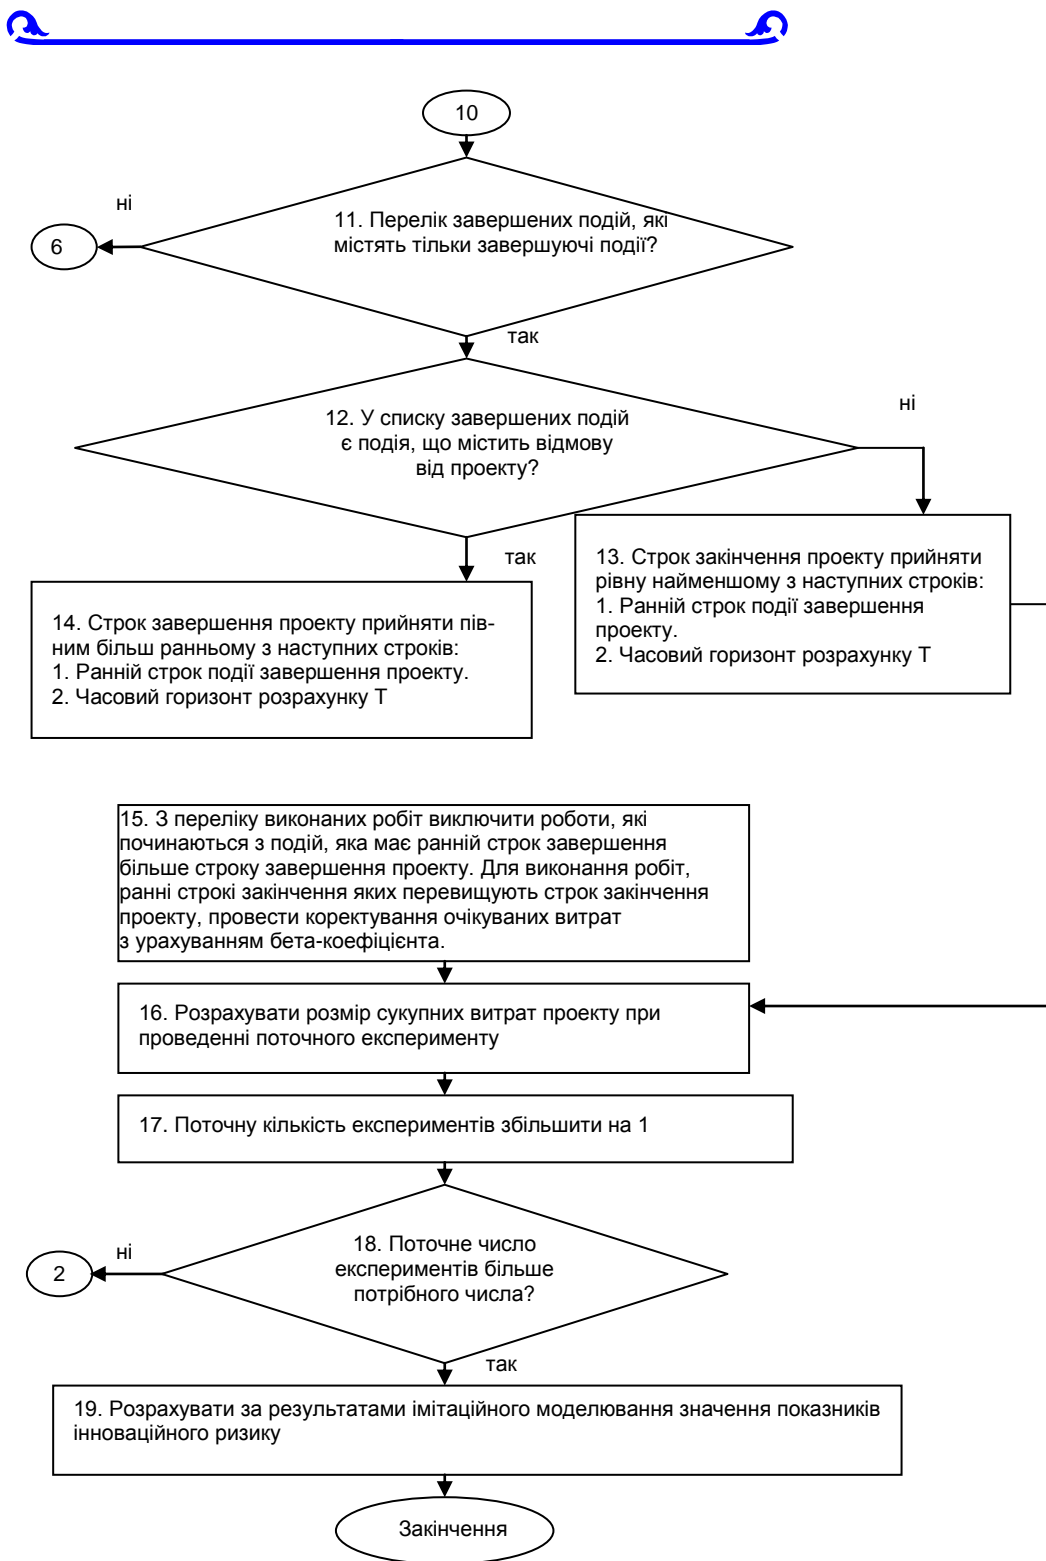 10
ні
11. Перелік завершених подій, які
містять тільки завершуючі події?
6
так
12. У списку завершених подій
є подія, що містить відмову
від проекту?
ні
так
13. Строк закінчення проекту прийняти
рівну найменшому з наступних строків:
1. Ранній строк події завершення
проекту.
2. Часовий горизонт розрахунку Т
14. Строк завершення проекту прийняти пів-
ним більш ранньому з наступних строків:
1. Ранній строк події завершення проекту.
2. Часовий горизонт розрахунку Т
15. З переліку виконаних робіт виключити роботи, які
починаються з подій, яка має ранній строк завершення
більше строку завершення проекту. Для виконання робіт,
ранні строкі закінчення яких перевищують строк закінчення
проекту, провести коректування очікуваних витрат
з урахуванням бета-коефіцієнта.
16. Розрахувати розмір сукупних витрат проекту при
проведенні поточного експерименту
17. Поточну кількість експериментів збільшити на 1
18. Поточне число
експериментів більше
потрібного числа?
ні
2
так
19. Розрахувати за результатами імітаційного моделювання значення показників
інноваційного ризику
Закінчення